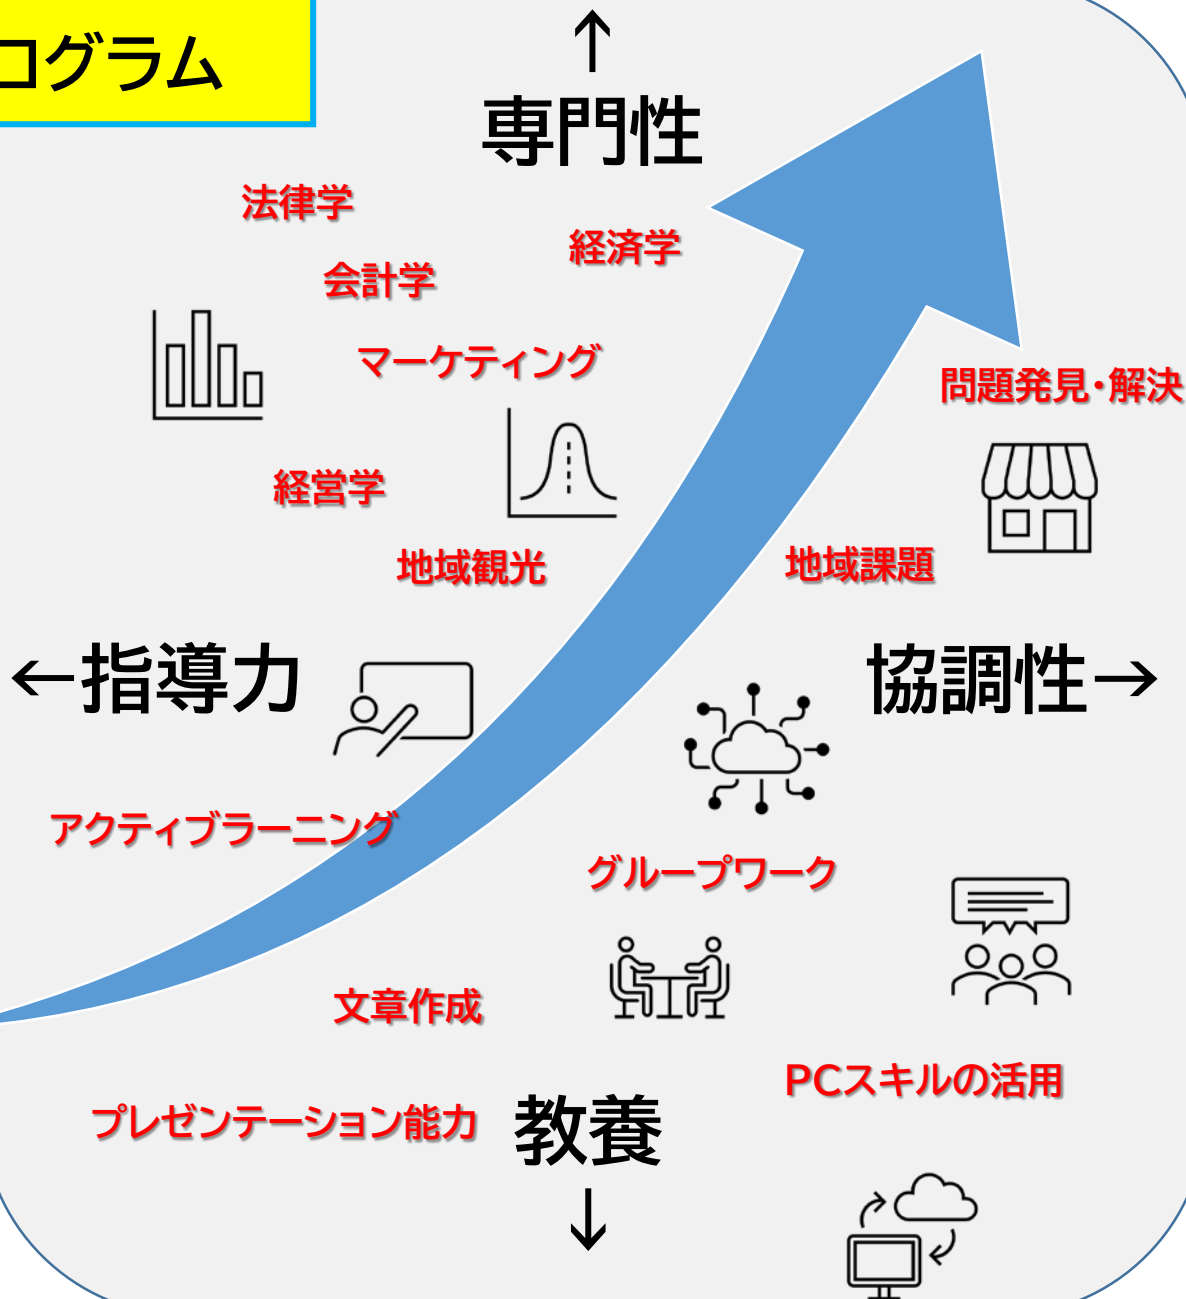 ログラム
↑
専門性
法律学
経済学
会計学
マーケティング
問題発見・解決
経営学
地域観光
地域課題
←指導力
協調性→
アクティブラーニング
グループワーク
文章作成
PCスキルの活用
プレゼンテーション能力
教養
↓